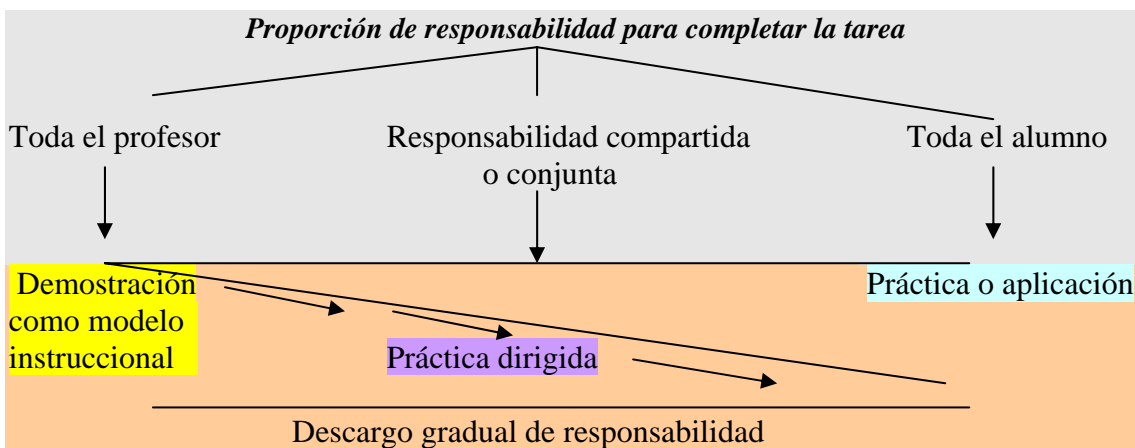 Proporción de responsabilidad para completar la tarea
Toda el profesor
Responsabilidad compartida
o conjunta
Toda el alumno
Demostración
como modelo
instruccional
Práctica dirigida
Práctica o aplicación
Descargo gradual de responsabilidad